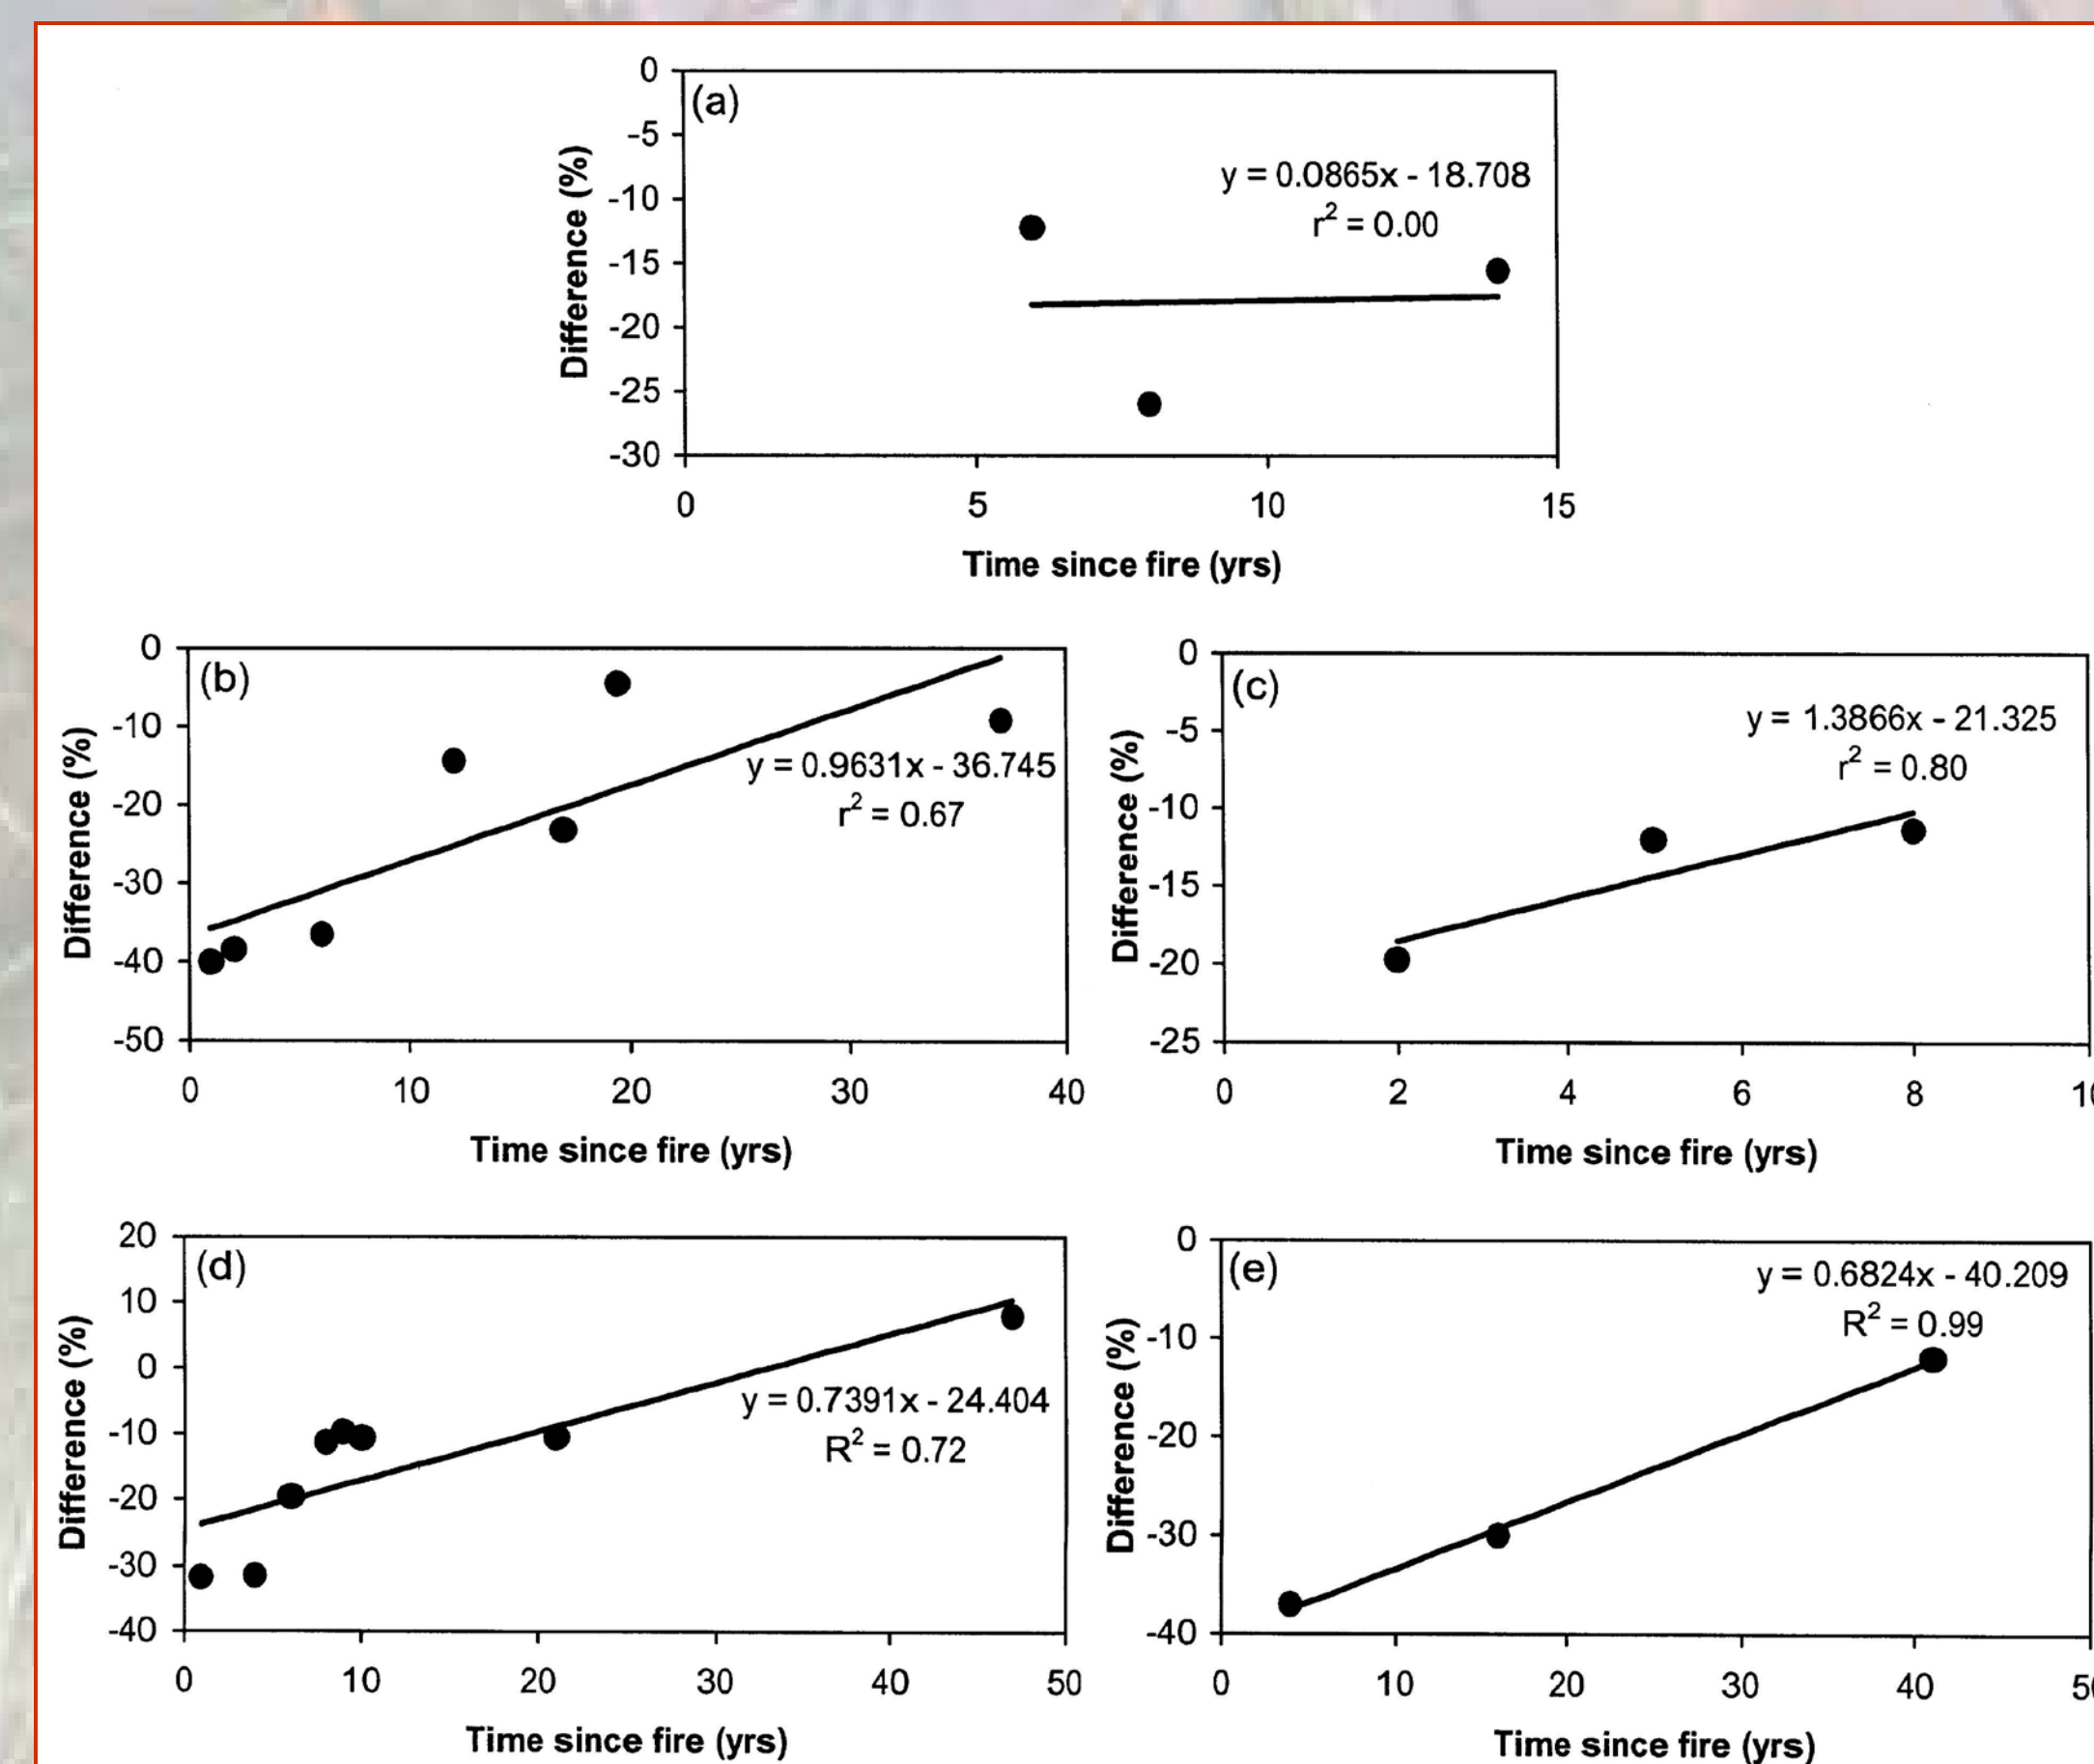 (a)
0
-5
-10
-15
-20
-25
-30
Difference (%)
y = 0.0865x - 18.708
r² = 0.00
0 5 10 15
Time since fire (yrs)
(b)
0
-10
-20
-30
-40
-50
Difference (%)
y = 0.9631x - 36.745
r² = 0.67
0 10 20 30 40
Time since fire (yrs)
(c)
0
-5
-10
-15
-20
-25
Difference (%)
y = 1.3866x - 21.325
r² = 0.80
0 2 4 6 8 10
Time since fire (yrs)
(d)
20
10
0
-10
-20
-30
-40
Difference (%)
y = 0.7391x - 24.404
R² = 0.72
0 10 20 30 40 50
Time since fire (yrs)
(e)
0
-10
-20
-30
-40
Difference (%)
y = 0.6824x - 40.209
R² = 0.99
0 10 20 30 40 50
Time since fire (yrs)